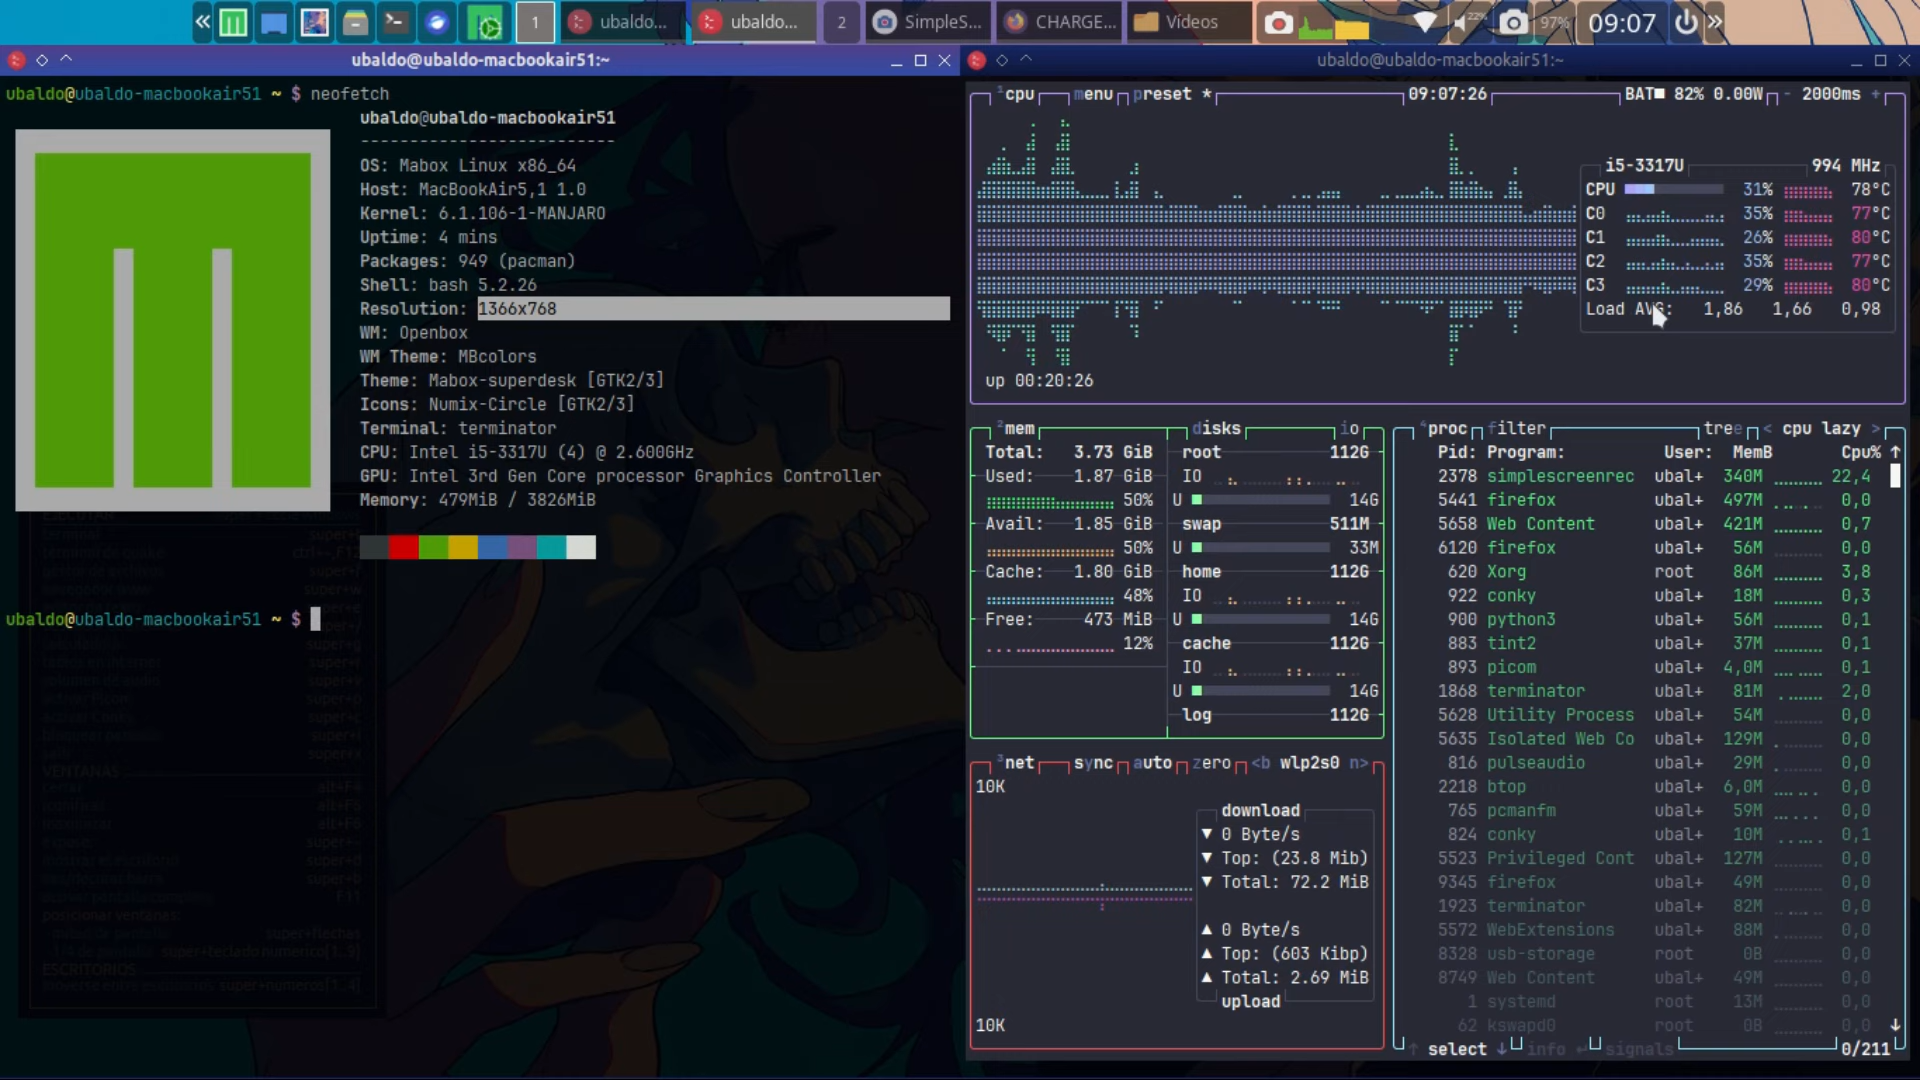 « 1 ubaldo... ubaldo... 2 SimpleS... CHARGE... Vídeos 22% 97% 09:07 »
ubaldo@ubaldo-macbookair51:~
ubaldo@ubaldo-macbookair51 ~ $ neofetch
ubaldo@ubaldo-macbookair51
--------------------------
OS: Mabox Linux x86_64
Host: MacBookAir5,1 1.0
Kernel: 6.1.106-1-MANJARO
Uptime: 4 mins
Packages: 949 (pacman)
Shell: bash 5.2.26
Resolution: 1366x768
WM: Openbox
WM Theme: MBcolors
Theme: Mabox-superdesk [GTK2/3]
Icons: Numix-Circle [GTK2/3]
Terminal: terminator
CPU: Intel i5-3317U (4) @ 2.600GHz
GPU: Intel 3rd Gen Core processor Graphics Controller
Memory: 479MiB / 3826MiB
ubaldo@ubaldo-macbookair51 ~ $
EJECUTAR
VENTANAS
ESCRITORIOS
ubaldo@ubaldo-macbookair51:~
¹cpu menu preset * 09:07:26 BAT■ 82% 0.00W - 2000ms +
i5-3317U 994 MHz
CPU 31% 78°C
C0 35% 77°C
C1 26% 80°C
C2 35% 77°C
C3 29% 80°C
Load AVG: 1,86 1,66 0,98
up 00:20:26
²mem
Total: 3.73 GiB
Used: 1.87 GiB
50%
Avail: 1.85 GiB
50%
Cache: 1.80 GiB
48%
Free: 473 MiB
12%
disks io
root 112G
IO
U 14G
swap 511M
U 33M
home 112G
IO
U 14G
cache 112G
IO
U 14G
log 112G
³net sync auto zero <b wlp2s0 n>
10K
download
▼ 0 Byte/s
▼ Top: (23.8 Mib)
▼ Total: 72.2 MiB
▲ 0 Byte/s
▲ Top: (603 Kibp)
▲ Total: 2.69 MiB
upload
10K
⁴proc filter tree < cpu lazy >
Pid: Program: User: MemB Cpu% ↑
2378 simplescreenrec ubal+ 340M 22,4
5441 firefox ubal+ 497M 0,0
5658 Web Content ubal+ 421M 0,7
6120 firefox ubal+ 56M 0,0
620 Xorg root 86M 3,8
922 conky ubal+ 18M 0,3
900 python3 ubal+ 56M 0,1
883 tint2 ubal+ 37M 0,1
893 picom ubal+ 4,0M 0,1
1868 terminator ubal+ 81M 2,0
5628 Utility Process ubal+ 54M 0,0
5635 Isolated Web Co ubal+ 129M 0,0
816 pulseaudio ubal+ 29M 0,0
2218 btop ubal+ 6,0M 0,0
765 pcmanfm ubal+ 59M 0,0
824 conky ubal+ 10M 0,1
5523 Privileged Cont ubal+ 127M 0,0
9345 firefox ubal+ 49M 0,0
1923 terminator ubal+ 82M 0,0
5572 WebExtensions ubal+ 88M 0,0
8328 usb-storage root 0B 0,0
8749 Web Content ubal+ 49M 0,0
1 systemd root 13M 0,0
62 kswapd0 root 0B 0,0 ↓
↑ select ↓ info ↵ signals 0/211